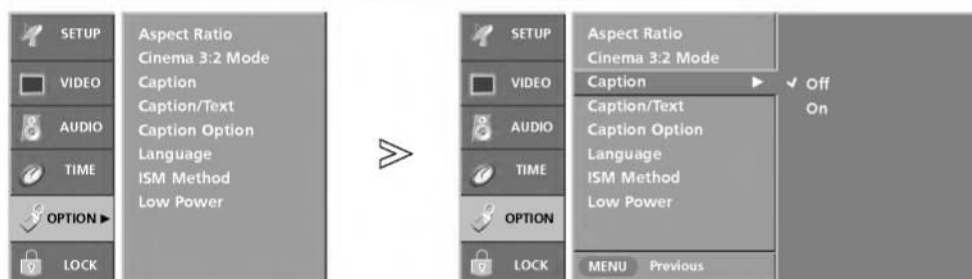 SETUP
VIDEO
AUDIO
TIME
OPTION
LOCK
Aspect Ratio
Cinema 3:2 Mode
Caption
Caption/Text
Caption Option
Language
ISM Method
Low Power
SETUP
VIDEO
AUDIO
TIME
OPTION
LOCK
Aspect Ratio
Cinema 3:2 Mode
Caption
Caption/Text
Caption Option
Language
ISM Method
Low Power
MENU Previous
Off
On